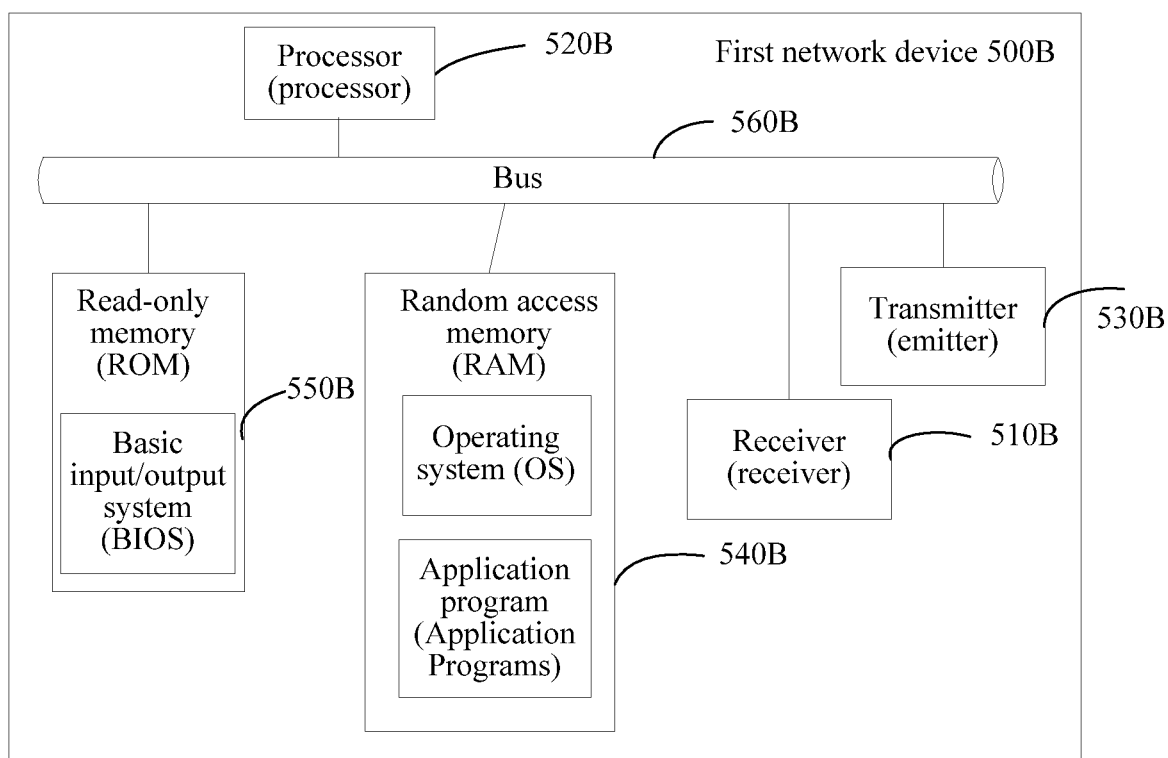 Processor
(processor)
520B
First network device 500B
560B
Bus
Read-only
memory
(ROM)
550B
Basic
input/output
system
(BIOS)
Random access
memory
(RAM)
Operating
system (OS)
Application
program
(Application
Programs)
540B
Receiver
(receiver)
510B
Transmitter
(emitter)
530B